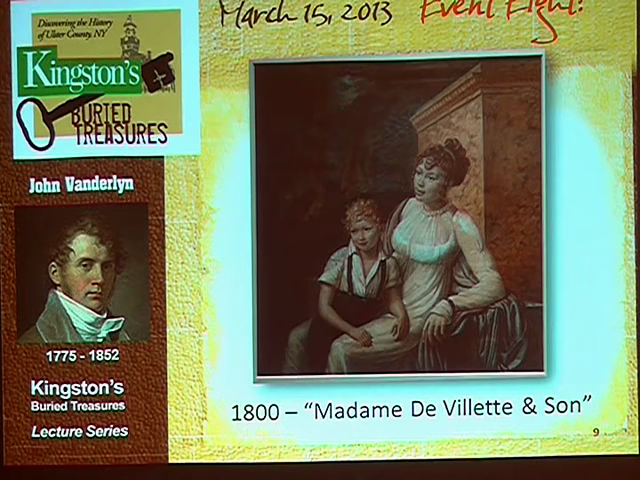 March 15, 2013 Event Eight:
Discovering the History
of Ulster County, NY
Kingston's
BURIED
TREASURES
John Vanderlyn
1775 - 1852
Kingston's
Buried Treasures
Lecture Series
1800 – “Madame De Villette & Son”
9